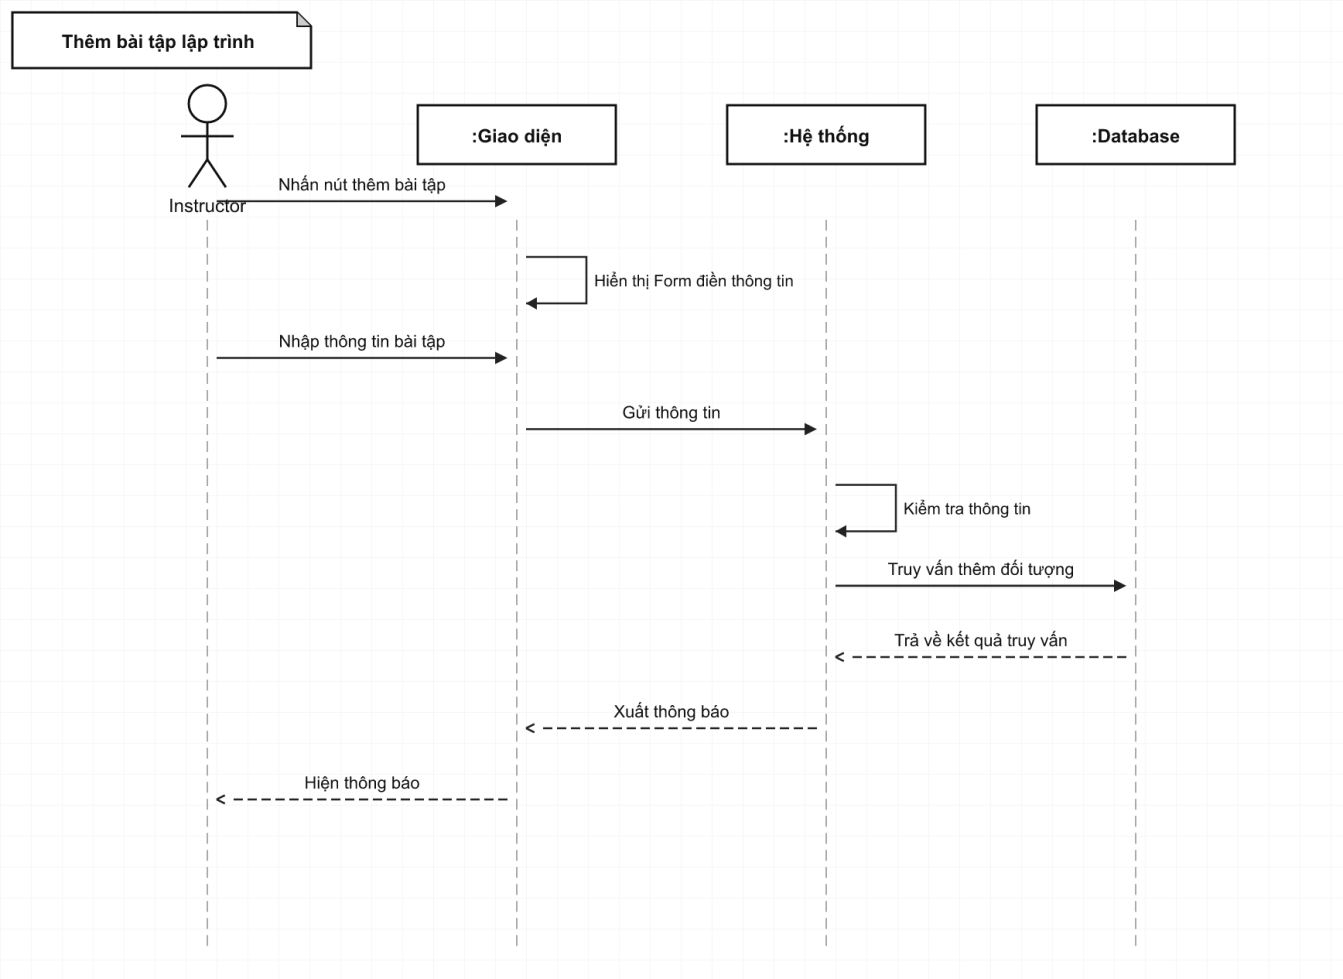 Thêm bài tập lập trình
:Giao diện
:Hệ thống
:Database
Instructor
Nhấn nút thêm bài tập
Hiển thị Form điền thông tin
Nhập thông tin bài tập
Gửi thông tin
Kiểm tra thông tin
Truy vấn thêm đối tượng
Trả về kết quả truy vấn
Xuất thông báo
Hiện thông báo